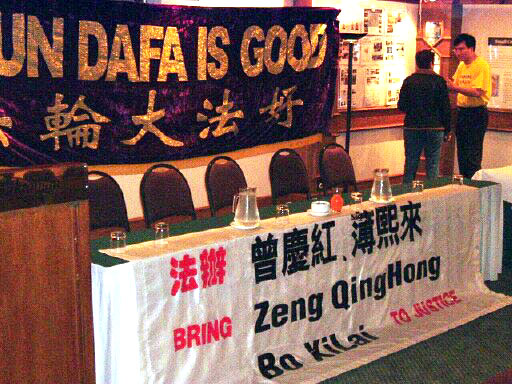 UN DAFA IS GOOD
輪大法好
法辦 曾慶紅、薄熙來
BRING Zeng QingHong
Bo XiLai TO JUSTICE